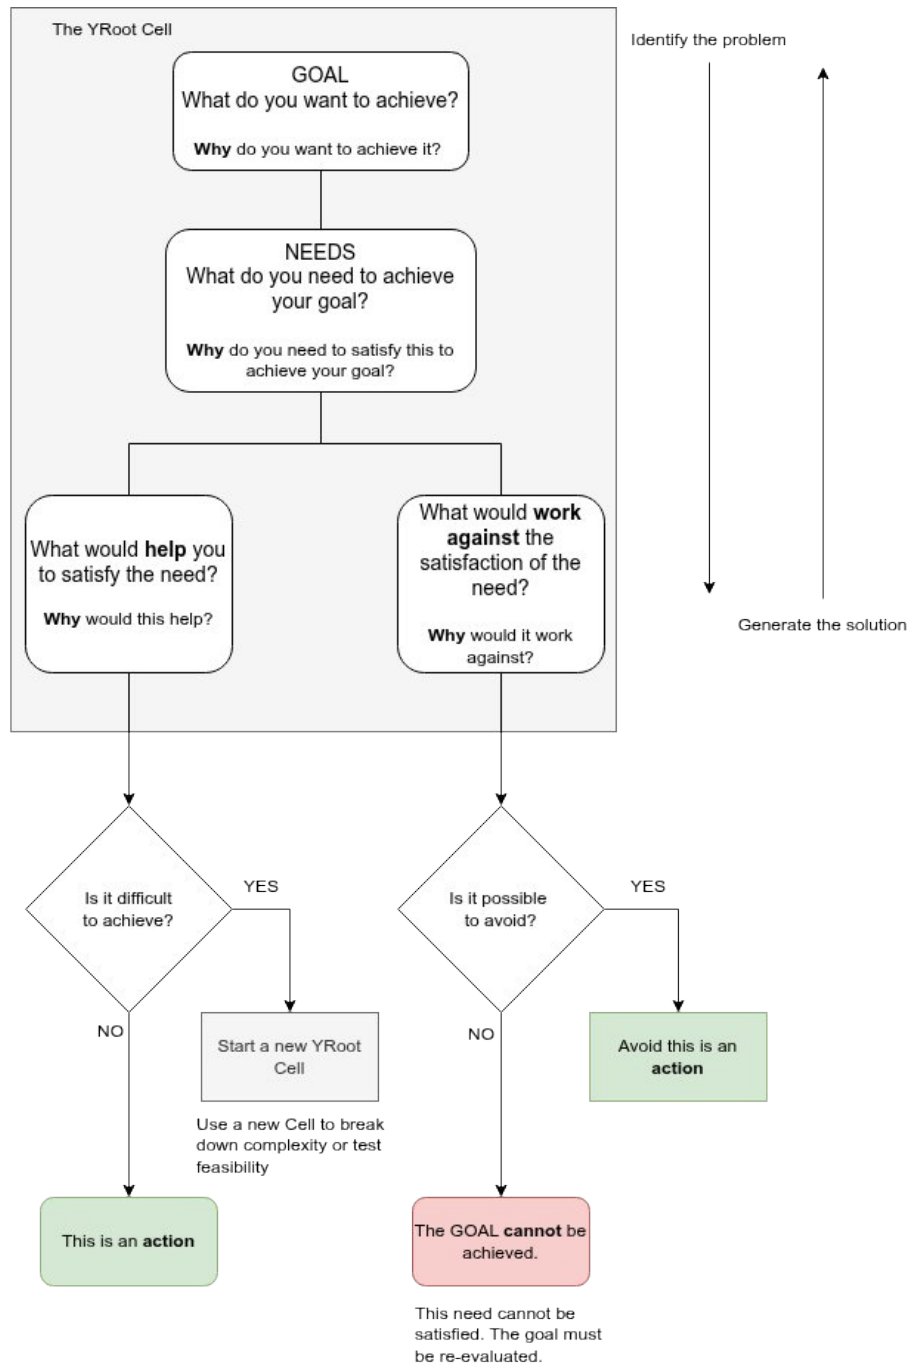 The YRoot Cell
Identify the problem
GOAL
What do you want to achieve?
Why do you want to achieve it?
NEEDS
What do you need to achieve
your goal?
Why do you need to satisfy this to
achieve your goal?
What would help you
to satisfy the need?
Why would this help?
What would work
against the
satisfaction of the
need?
Why would it work
against?
Generate the solution
Is it difficult
to achieve?
YES
NO
Is it possible
to avoid?
YES
NO
Start a new YRoot
Cell
Use a new Cell to break
down complexity or test
feasibility
Avoid this is an
action
This is an action
The GOAL cannot be
achieved.
This need cannot be
satisfied. The goal must
be re-evaluated.